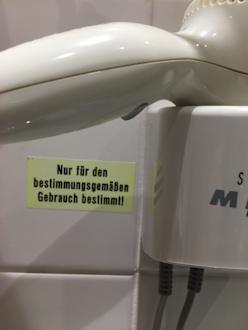 Nur für den
bestimmungsgemäßen
Gebrauch bestimmt!